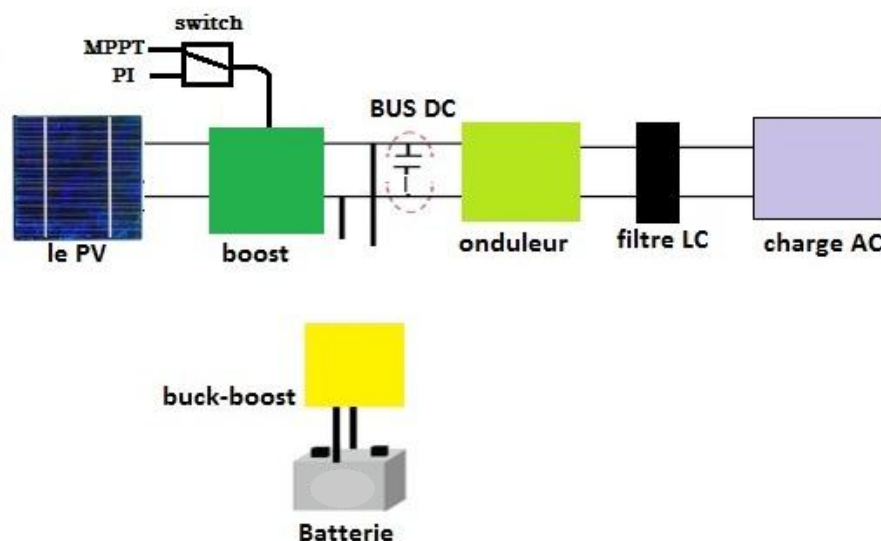 switch
MPPT
PI
BUS DC
le PV
boost
onduleur
filtre LC
charge AC
buck-boost
Batterie